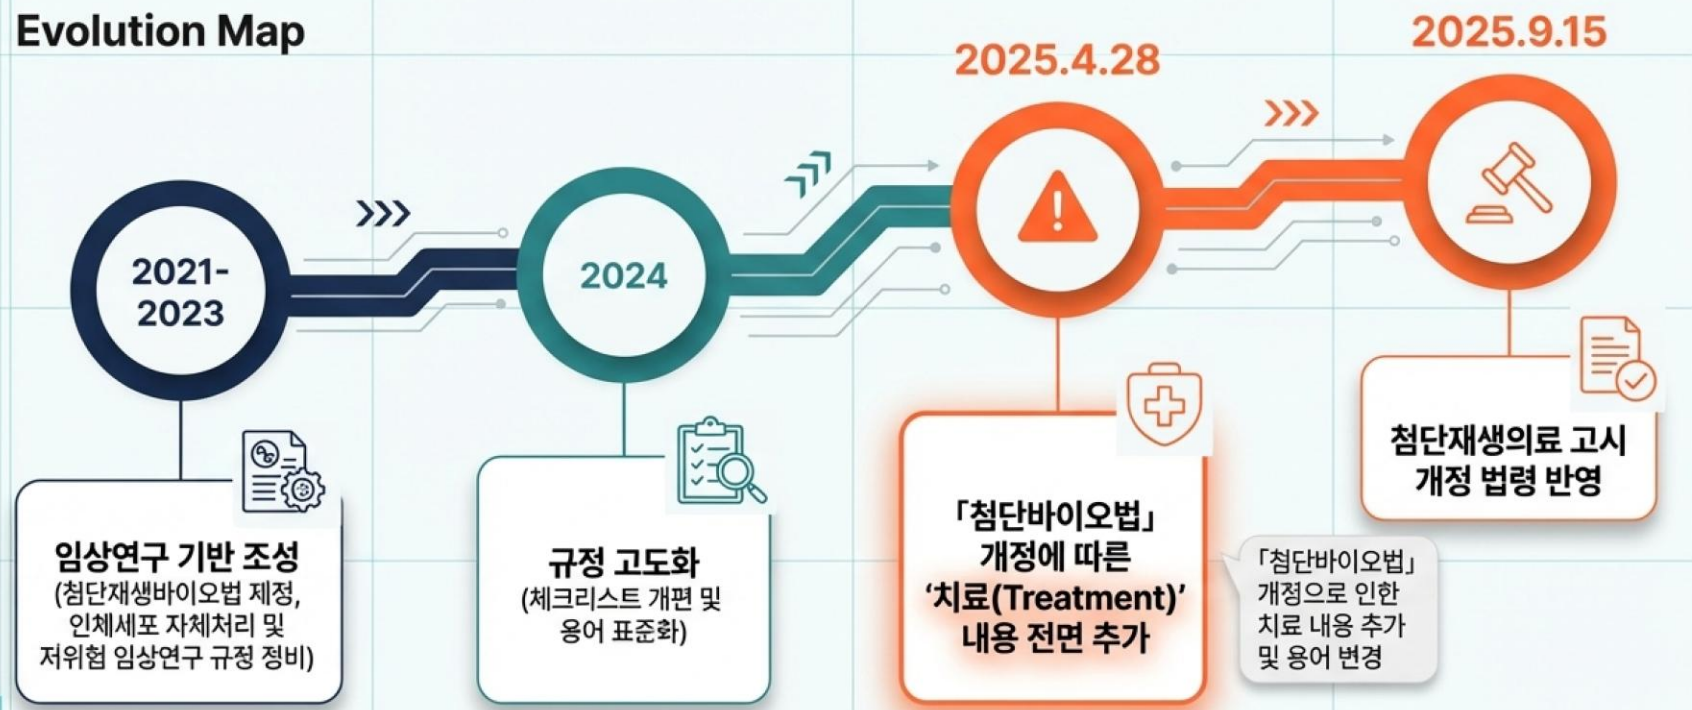 Evolution Map
2021-
2023
임상연구 기반 조성
(첨단재생바이오법 제정,
인체세포 자체처리 및
저위험 임상연구 규정 정비)
2024
규정 고도화
(체크리스트 개편 및
용어 표준화)
2025.4.28
「첨단바이오법」
개정에 따른
‘치료(Treatment)’
내용 전면 추가
「첨단바이오법」
개정으로 인한
치료 내용 추가
및 용어 변경
2025.9.15
첨단재생의료 고시
개정 법령 반영